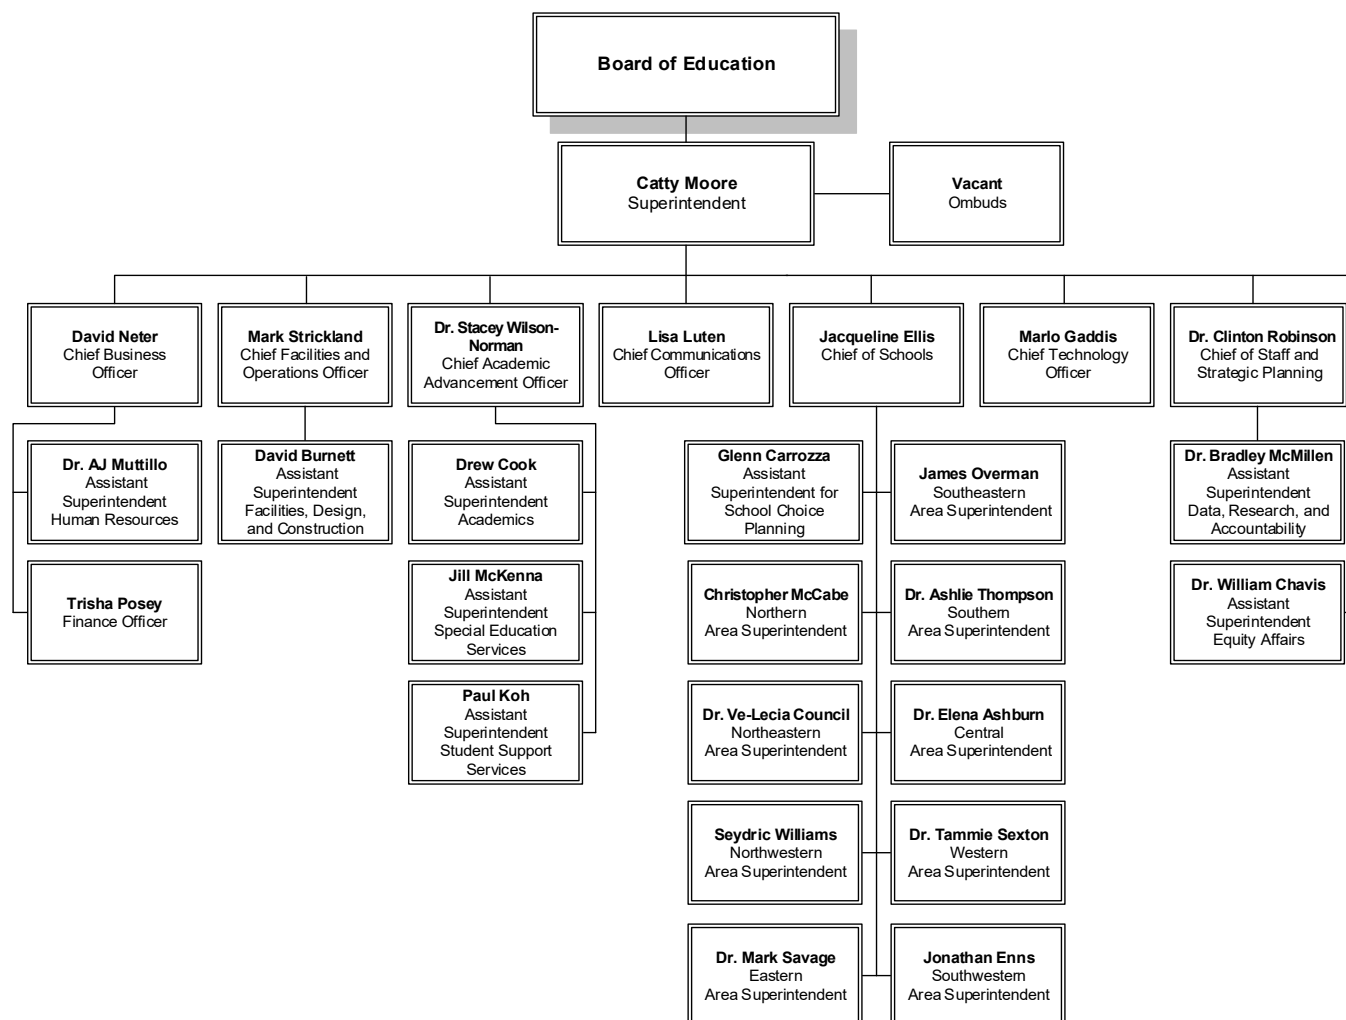 Board of Education
Catty Moore
Superintendent
Vacant
Ombuds
David Neter
Chief Business
Officer
Mark Strickland
Chief Facilities and
Operations Officer
Dr. Stacey Wilson-
Norman
Chief Academic
Advancement Officer
Lisa Luten
Chief Communications
Officer
Jacqueline Ellis
Chief of Schools
Marlo Gaddis
Chief Technology
Officer
Dr. Clinton Robinson
Chief of Staff and
Strategic Planning
Dr. AJ Muttillo
Assistant
Superintendent
Human Resources
David Burnett
Assistant
Superintendent
Facilities, Design,
and Construction
Drew Cook
Assistant
Superintendent
Academics
Glenn Carrozza
Assistant
Superintendent for
School Choice
Planning
James Overman
Southeastern
Area Superintendent
Dr. Bradley McMillen
Assistant
Superintendent
Data, Research, and
Accountability
Trisha Posey
Finance Officer
Jill McKenna
Assistant
Superintendent
Special Education
Services
Christopher McCabe
Northern
Area Superintendent
Dr. Ashlie Thompson
Southern
Area Superintendent
Dr. William Chavis
Assistant
Superintendent
Equity Affairs
Paul Koh
Assistant
Superintendent
Student Support
Services
Dr. Ve-Lecia Council
Northeastern
Area Superintendent
Dr. Elena Ashburn
Central
Area Superintendent
Seydric Williams
Northwestern
Area Superintendent
Dr. Tammie Sexton
Western
Area Superintendent
Dr. Mark Savage
Eastern
Area Superintendent
Jonathan Enns
Southwestern
Area Superintendent